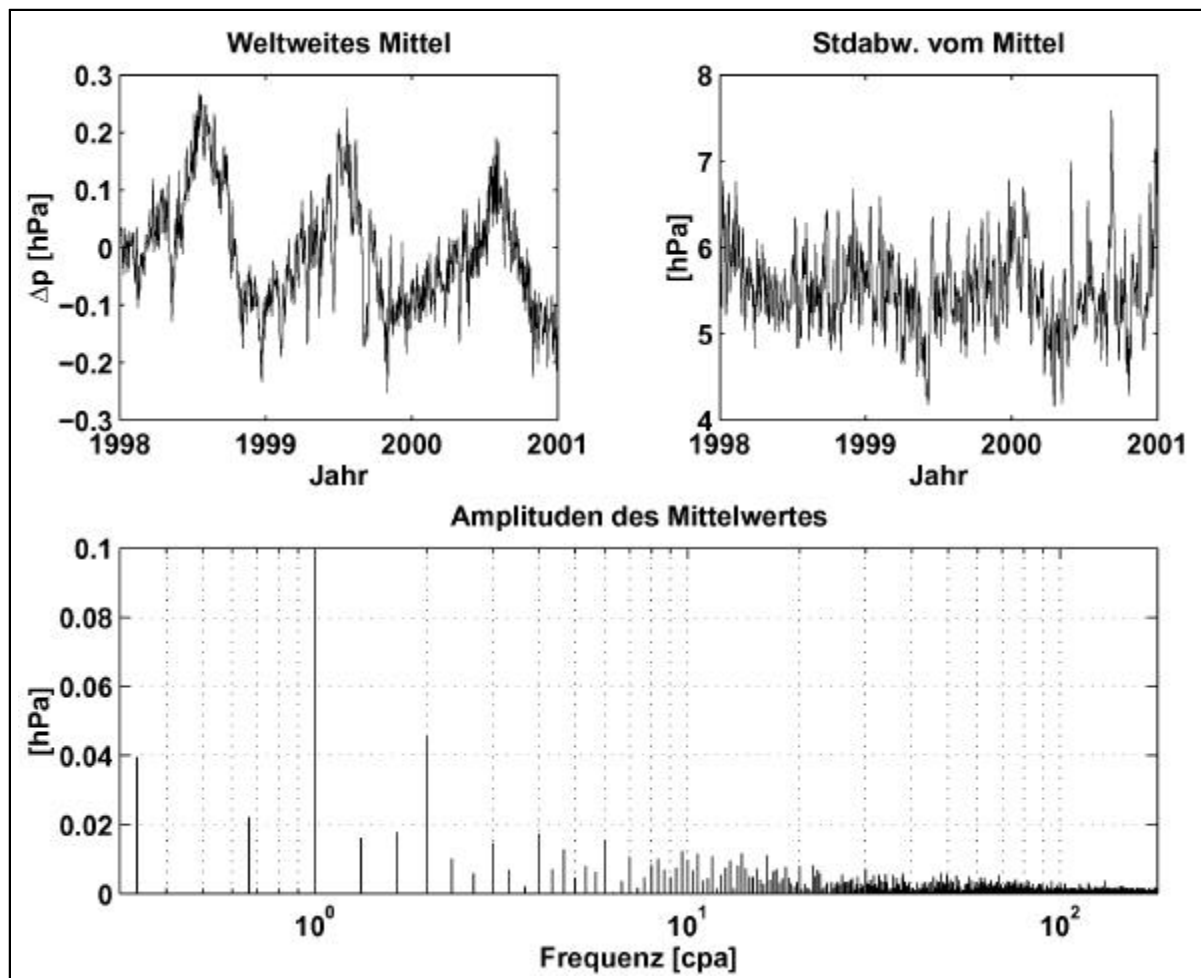 Weltweites Mittel
0.3
0.2
0.1
0
−0.1
−0.2
−0.3
Δp [hPa]
1998 1999 2000 2001
Jahr
Stdabw. vom Mittel
8
7
6
5
4
[hPa]
1998 1999 2000 2001
Jahr
Amplituden des Mittelwertes
0.1
0.08
0.06
0.04
0.02
0
[hPa]
10⁰ 10¹ 10²
Frequenz [cpa]